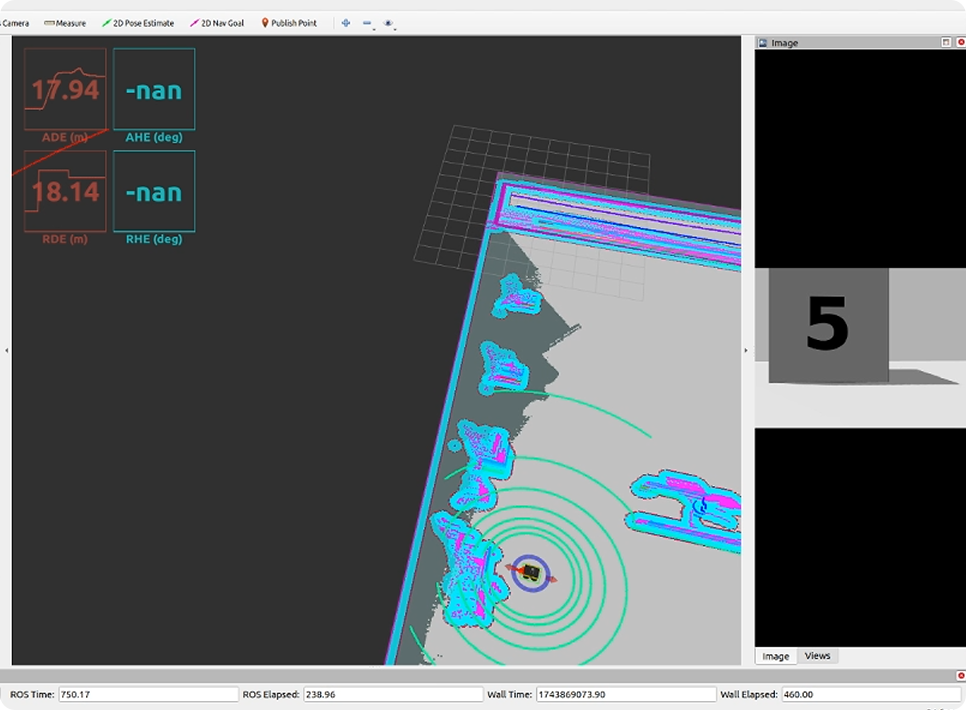 Camera Measure 2D Pose Estimate 2D Nav Goal Publish Point
Image
17.94 -nan
ADE (m) AHE (deg)
18.14 -nan
RDE (m) RHE (deg)
5
Image Views
ROS Time: 750.17 ROS Elapsed: 238.96 Wall Time: 1743869073.90 Wall Elapsed: 460.00